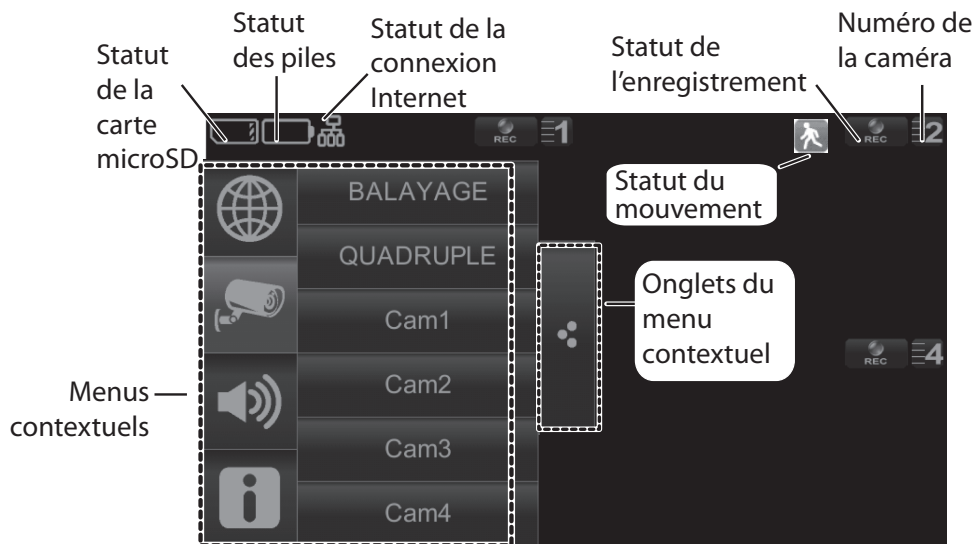 Statut
de la
carte
microSD
Statut
des piles
Statut de la
connexion
Internet
Statut de
l'enregistrement
Numéro de
la caméra
REC
1
REC
2
Statut du
mouvement
BALAYAGE
QUADRUPLE
Cam1
Cam2
Cam3
Cam4
Onglets du
menu
contextuel
REC
4
Menus
contextuels